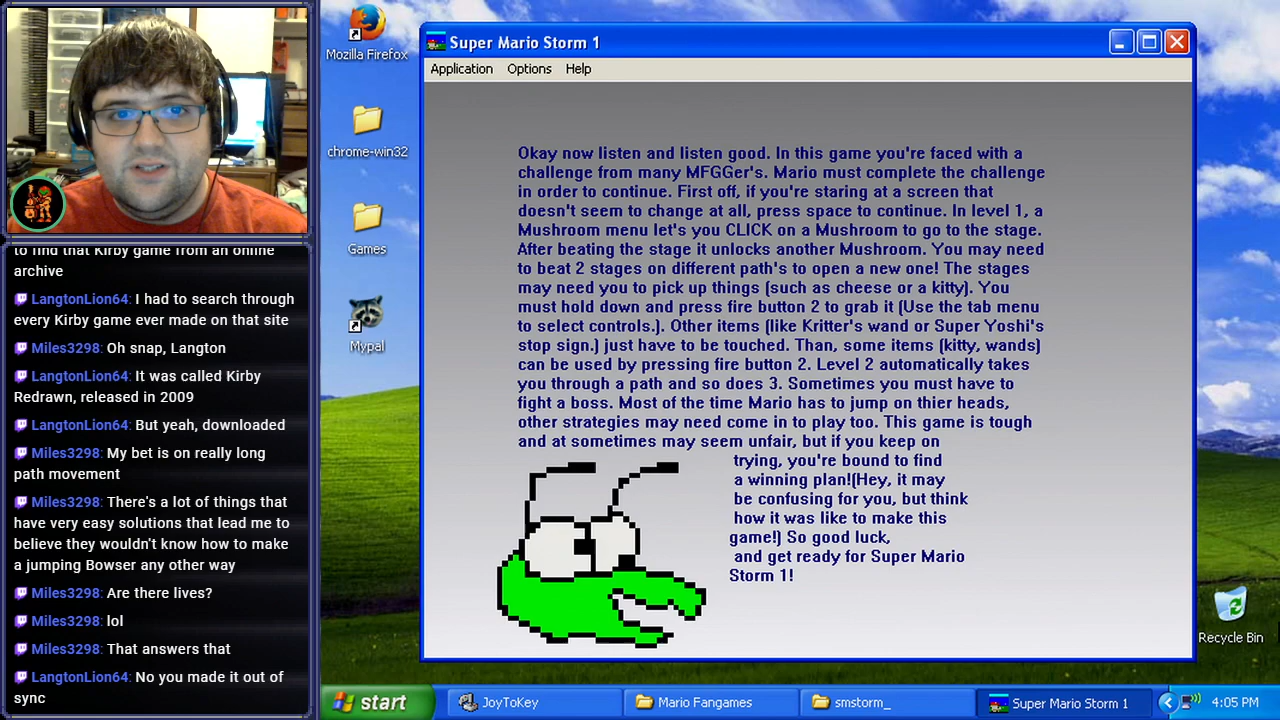 Mozilla Firefox
chrome-win32
Games
Mypal
Recycle Bin
Super Mario Storm 1
Application Options Help
Okay now listen and listen good. In this game you're faced with a
challenge from many MFGGer's. Mario must complete the challenge
in order to continue. First off, if you're staring at a screen that
doesn't seem to change at all, press space to continue. In level 1, a
Mushroom menu let's you CLICK on a Mushroom to go to the stage.
After beating the stage it unlocks another Mushroom. You may need
to beat 2 stages on different path's to open a new one! The stages
may need you to pick up things (such as cheese or a kitty). You
must hold down and press fire button 2 to grab it (Use the tab menu
to select controls.). Other items (like Kritter's wand or Super Yoshi's
stop sign.) just have to be touched. Than, some items (kitty, wands)
can be used by pressing fire button 2. Level 2 automatically takes
you through a path and so does 3. Sometimes you must have to
fight a boss. Most of the time Mario has to jump on thier heads,
other strategies may need come in to play too. This game is tough
and at sometimes may seem unfair, but if you keep on
trying, you're bound to find
a winning plan!(Hey, it may
be confusing for you, but think
how it was like to make this
game!) So good luck,
and get ready for Super Mario
Storm 1!
to find that Kirby game from an online
archive
LangtonLion64: I had to search through
every Kirby game ever made on that site
Miles3298: Oh snap, Langton
LangtonLion64: It was called Kirby
Redrawn, released in 2009
LangtonLion64: But yeah, downloaded
Miles3298: My bet is on really long
path movement
Miles3298: There's a lot of things that
have very easy solutions that lead me to
believe they wouldn't know how to make
a jumping Bowser any other way
Miles3298: Are there lives?
Miles3298: lol
Miles3298: That answers that
LangtonLion64: No you made it out of
sync
start
JoyToKey
Mario Fangames
smstorm_
Super Mario Storm 1
4:05 PM